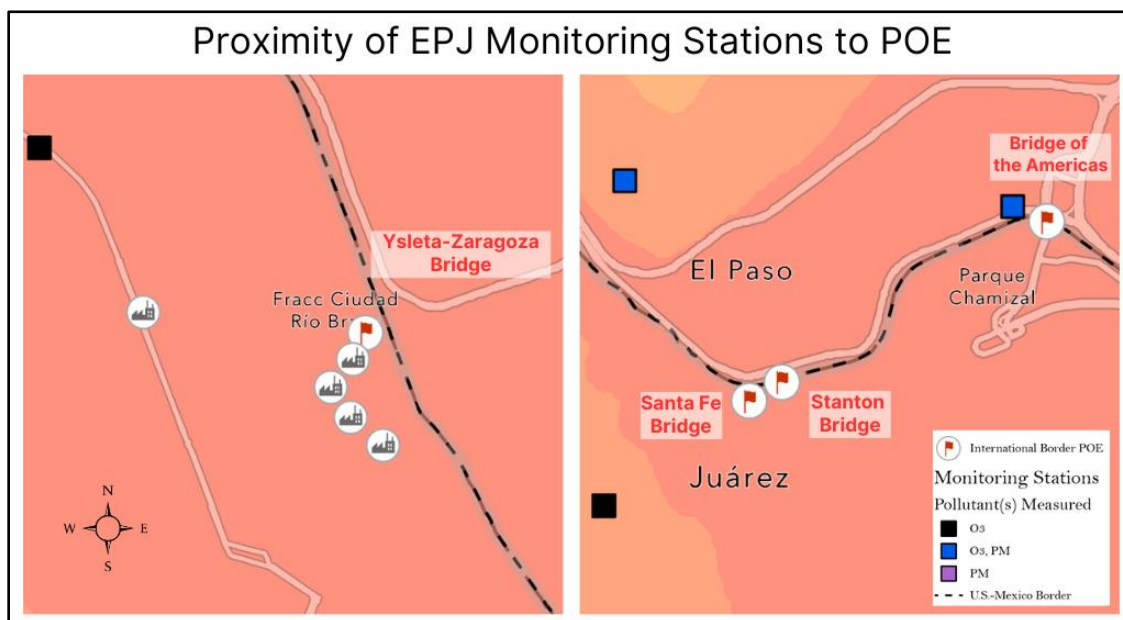 Proximity of EPJ Monitoring Stations to POE
Ysleta-Zaragoza
Bridge
Fracc Ciudad
Río Bra
N
W E
S
Bridge of
the Americas
El Paso
Parque
Chamizal
Santa Fe
Bridge
Stanton
Bridge
Juárez
International Border POE
Monitoring Stations
Pollutant(s) Measured
O3
O3, PM
PM
U.S.-Mexico Border